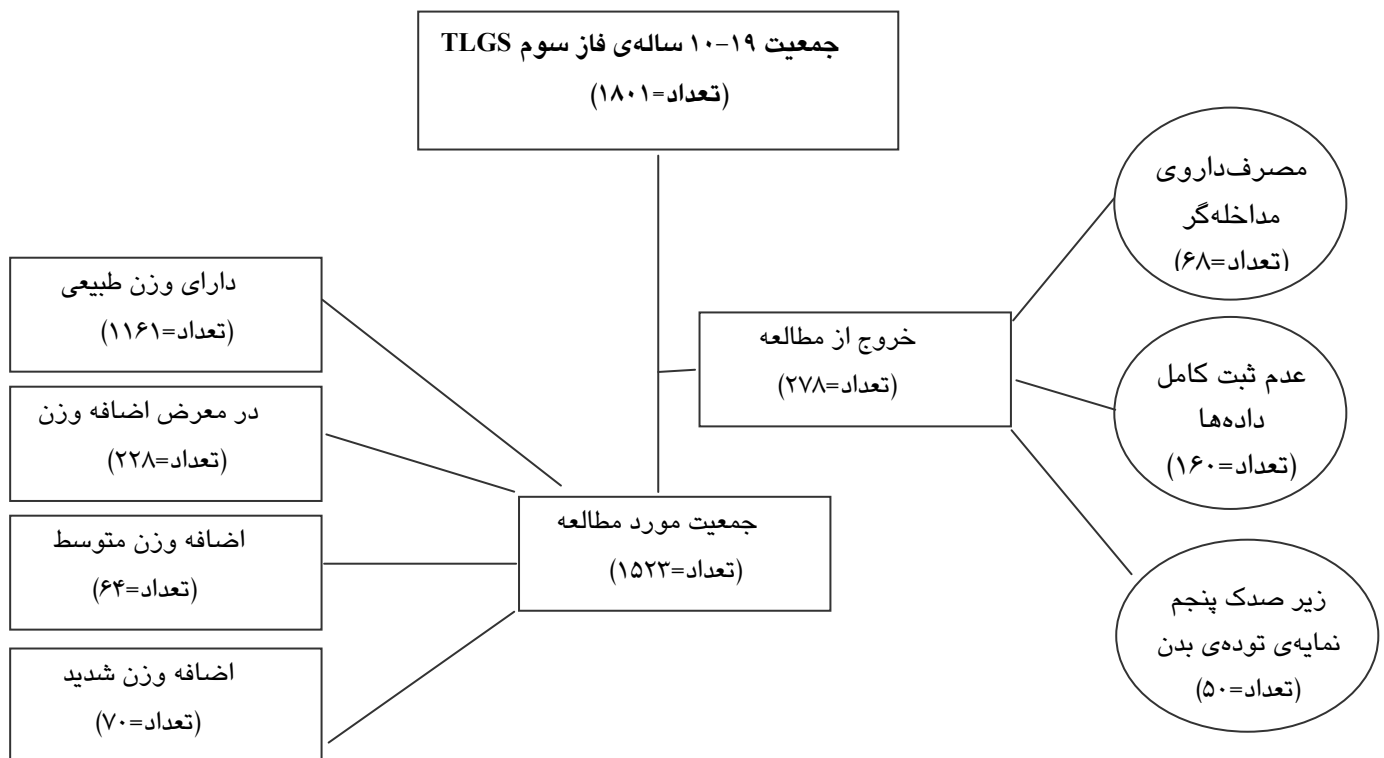 جمعیت ۱۹-۱۰ ساله‌ی فاز سوم TLGS
(تعداد=۱۸۰۱)
مصرف‌داروی
مداخله‌گر
(تعداد=۶۸)
خروج از مطالعه
(تعداد=۲۷۸)
عدم ثبت کامل
داده‌ها
(تعداد=۱۶۰)
زیر صدک پنجم
نمایه‌ی توده‌ی بدن
(تعداد=۵۰)
جمعیت مورد مطالعه
(تعداد=۱۵۲۳)
دارای وزن طبیعی
(تعداد=۱۱۶۱)
در معرض اضافه وزن
(تعداد=۲۲۸)
اضافه وزن متوسط
(تعداد=۶۴)
اضافه وزن شدید
(تعداد=۷۰)